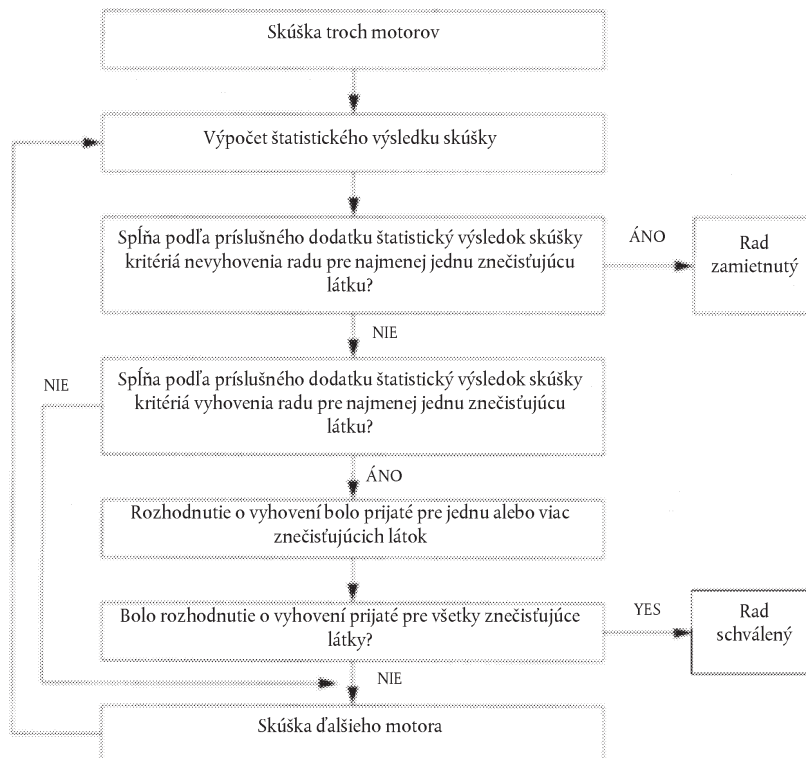 Skúška troch motorov
Výpočet štatistického výsledku skúšky
Spĺňa podľa príslušného dodatku štatistický výsledok skúšky
kritériá nevyhovenia radu pre najmenej jednu znečisťujúcu
látku?
ÁNO
Rad
zamietnutý
NIE
NIE
Spĺňa podľa príslušného dodatku štatistický výsledok skúšky
kritériá vyhovenia radu pre najmenej jednu znečisťujúcu
látku?
ÁNO
Rozhodnutie o vyhovení bolo prijaté pre jednu alebo viac
znečisťujúcich látok
Bolo rozhodnutie o vyhovení prijaté pre všetky znečisťujúce
látky?
YES
Rad
schválený
NIE
Skúška ďalšieho motora